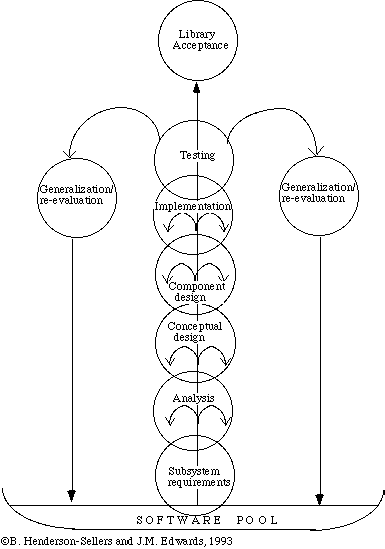 Library
Acceptance
Testing
Generalization/
re-evaluation
Generalization/
re-evaluation
Implementation
Component
design
Conceptual
design
Analysis
Subsystem
requirements
SOFTWARE POOL
©B. Henderson-Sellers and J.M. Edwards, 1993